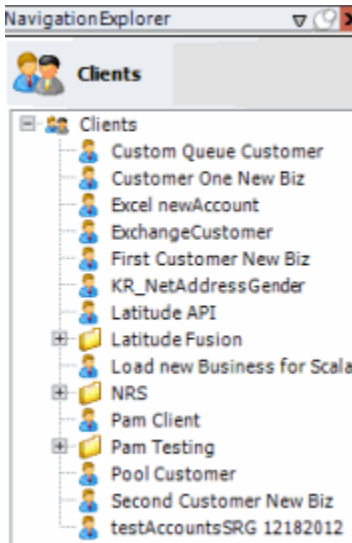 NavigationExplorer
Clients
Clients
Custom Queue Customer
Customer One New Biz
Excel newAccount
ExchangeCustomer
First Customer New Biz
KR_NetAddressGender
Latitude API
Latitude Fusion
Load new Business for Scala
NRS
Pam Client
Pam Testing
Pool Customer
Second Customer New Biz
testAccountsSRG 12182012